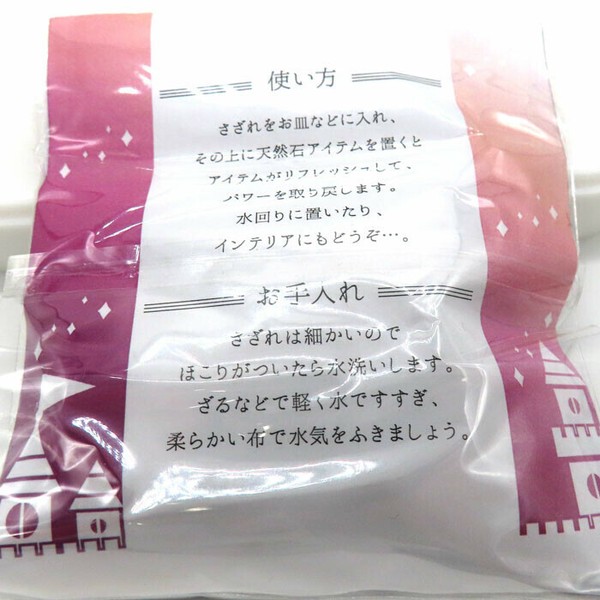 使い方
さざれをお皿などに入れ、
その上に天然石アイテムを置くと
アイテムがリフレッシュして、
パワーを取り戻します。
水回りに置いたり、
インテリアにもどうぞ…。
お手入れ
さざれは細かいので
ほこりがついたら水洗いします。
ざるなどで軽く水ですすぎ、
柔らかい布で水気をふきましょう。